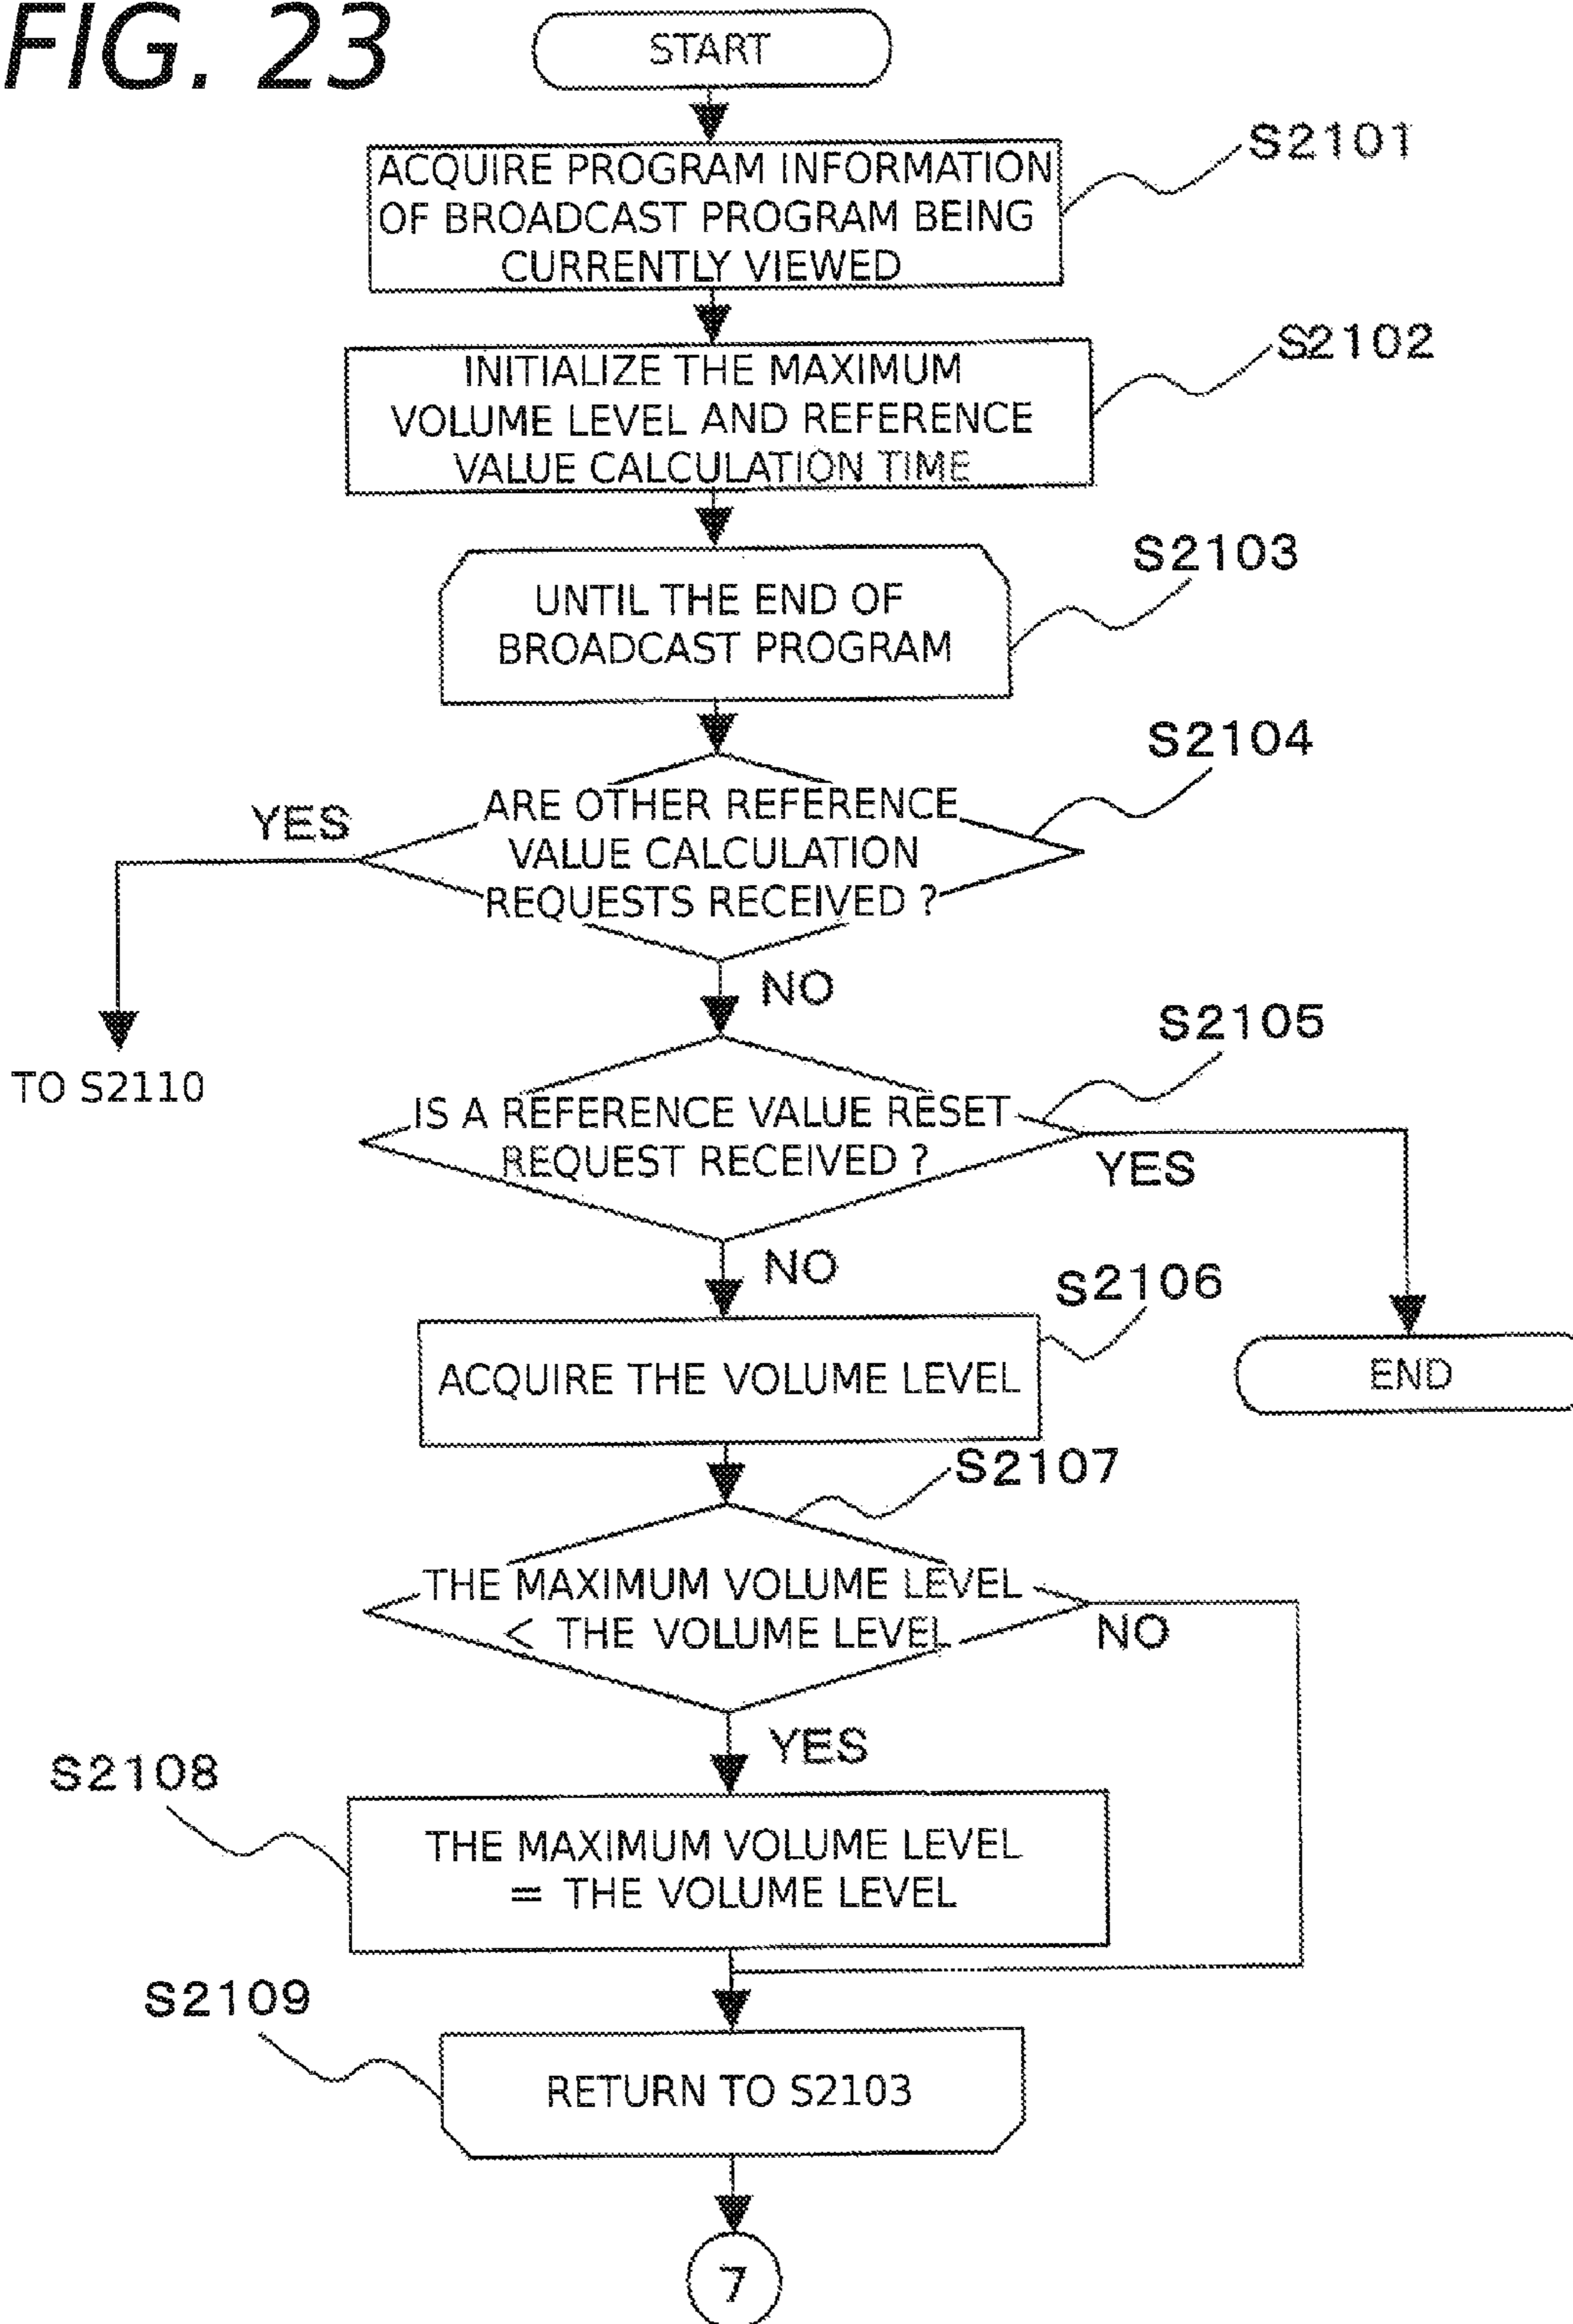 FIG. 23
START
ACQUIRE PROGRAM INFORMATION
OF BROADCAST PROGRAM BEING
CURRENTLY VIEWED
S2101
INITIALIZE THE MAXIMUM
VOLUME LEVEL AND REFERENCE
VALUE CALCULATION TIME
S2102
UNTIL THE END OF
BROADCAST PROGRAM
S2103
ARE OTHER REFERENCE
VALUE CALCULATION
REQUESTS RECEIVED ?
S2104
YES
TO S2110
NO
IS A REFERENCE VALUE RESET
REQUEST RECEIVED ?
S2105
YES
END
NO
ACQUIRE THE VOLUME LEVEL
S2106
THE MAXIMUM VOLUME LEVEL
< THE VOLUME LEVEL
S2107
NO
YES
S2108
THE MAXIMUM VOLUME LEVEL
= THE VOLUME LEVEL
S2109
RETURN TO S2103
7